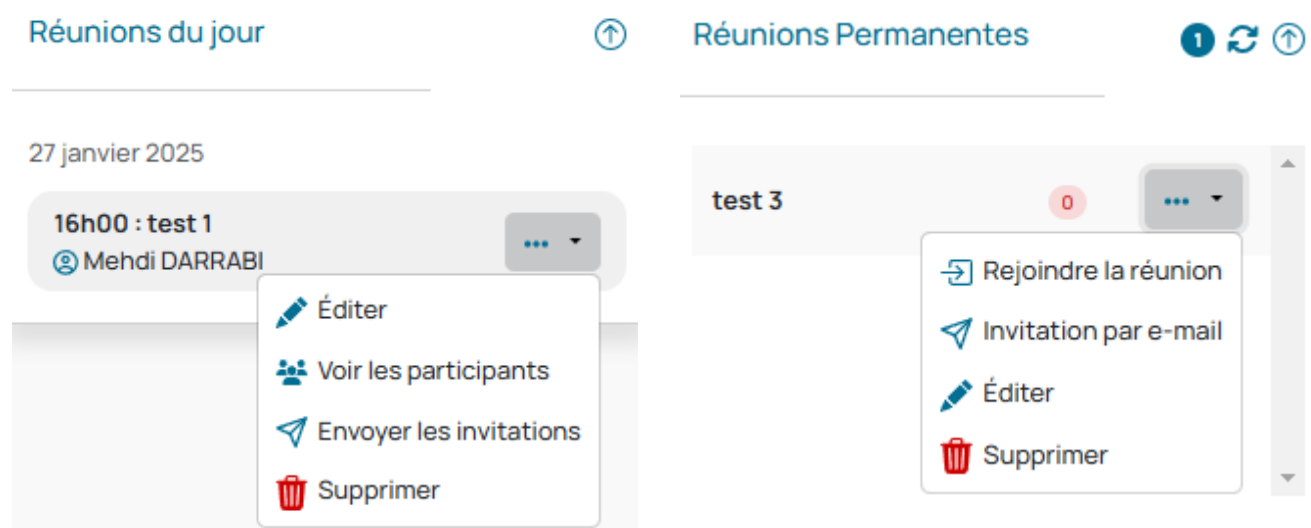 Réunions du jour
27 janvier 2025
16h00 : test 1
Mehdi DARRABI
Éditer
Voir les participants
Envoyer les invitations
Supprimer
Réunions Permanentes
1
test 3
0
Rejoindre la réunion
Invitation par e-mail
Éditer
Supprimer